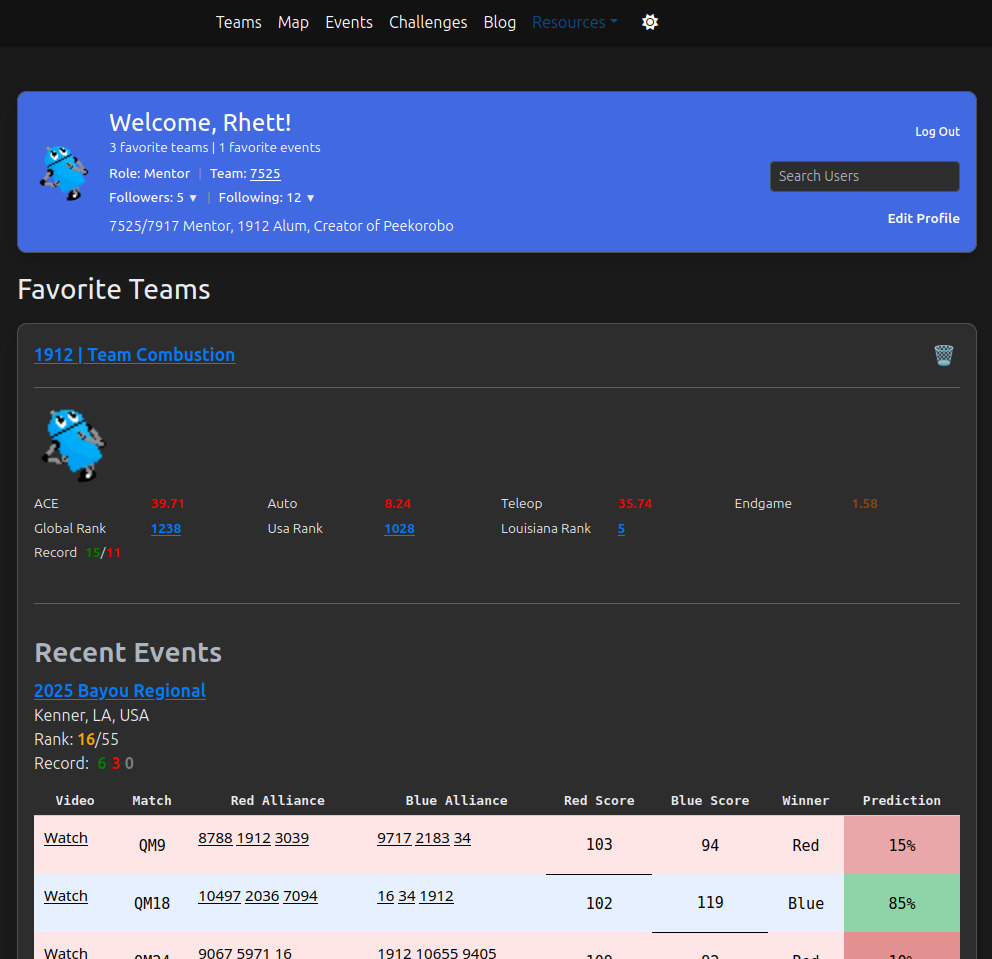 Teams Map Events Challenges Blog Resources
Welcome, Rhett!
3 favorite teams | 1 favorite events
Log Out
Role: Mentor | Team: 7525
Search Users
Followers: 5 ▼ | Following: 12 ▼
Edit Profile
7525/7917 Mentor, 1912 Alum, Creator of Peekorobo
Favorite Teams
1912 | Team Combustion
ACE 39.71 Auto 8.24 Teleop 35.74 Endgame 1.58
Global Rank 1238 Usa Rank 1028 Louisiana Rank 5
Record 15/11
Recent Events
2025 Bayou Regional
Kenner, LA, USA
Rank: 16/55
Record: 6 3 0
Video Match Red Alliance Blue Alliance Red Score Blue Score Winner Prediction
Watch QM9 8788 1912 3039 9717 2183 34 103 94 Red 15%
Watch QM18 10497 2036 7094 16 34 1912 102 119 Blue 85%
Watch 9067 5971 16 1912 10655 9405 Red